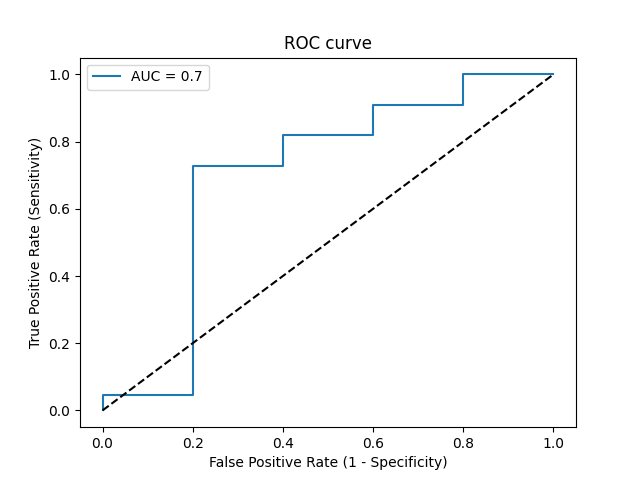 ROC curve
AUC = 0.7
1.0
0.8
0.6
0.4
0.2
0.0
True Positive Rate (Sensitivity)
0.0 0.2 0.4 0.6 0.8 1.0
False Positive Rate (1 - Specificity)